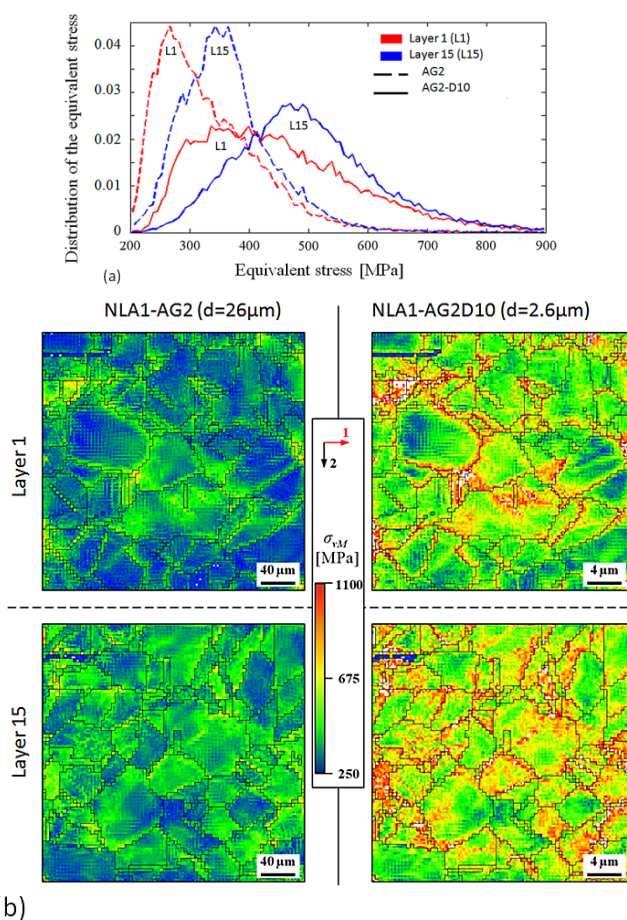 Distribution of the equivalent stress
0.04
0.03
0.02
0.01
0
L1
L15
L1
L15
Layer 1 (L1)
Layer 15 (L15)
AG2
AG2-D10
200 300 400 500 600 700 800 900
Equivalent stress [MPa]
(a)
NLA1-AG2 (d=26µm)
NLA1-AG2D10 (d=2.6µm)
Layer 1
40 µm
4 µm
1
2
σvM
[MPa]
1100
675
250
Layer 15
40 µm
4 µm
b)